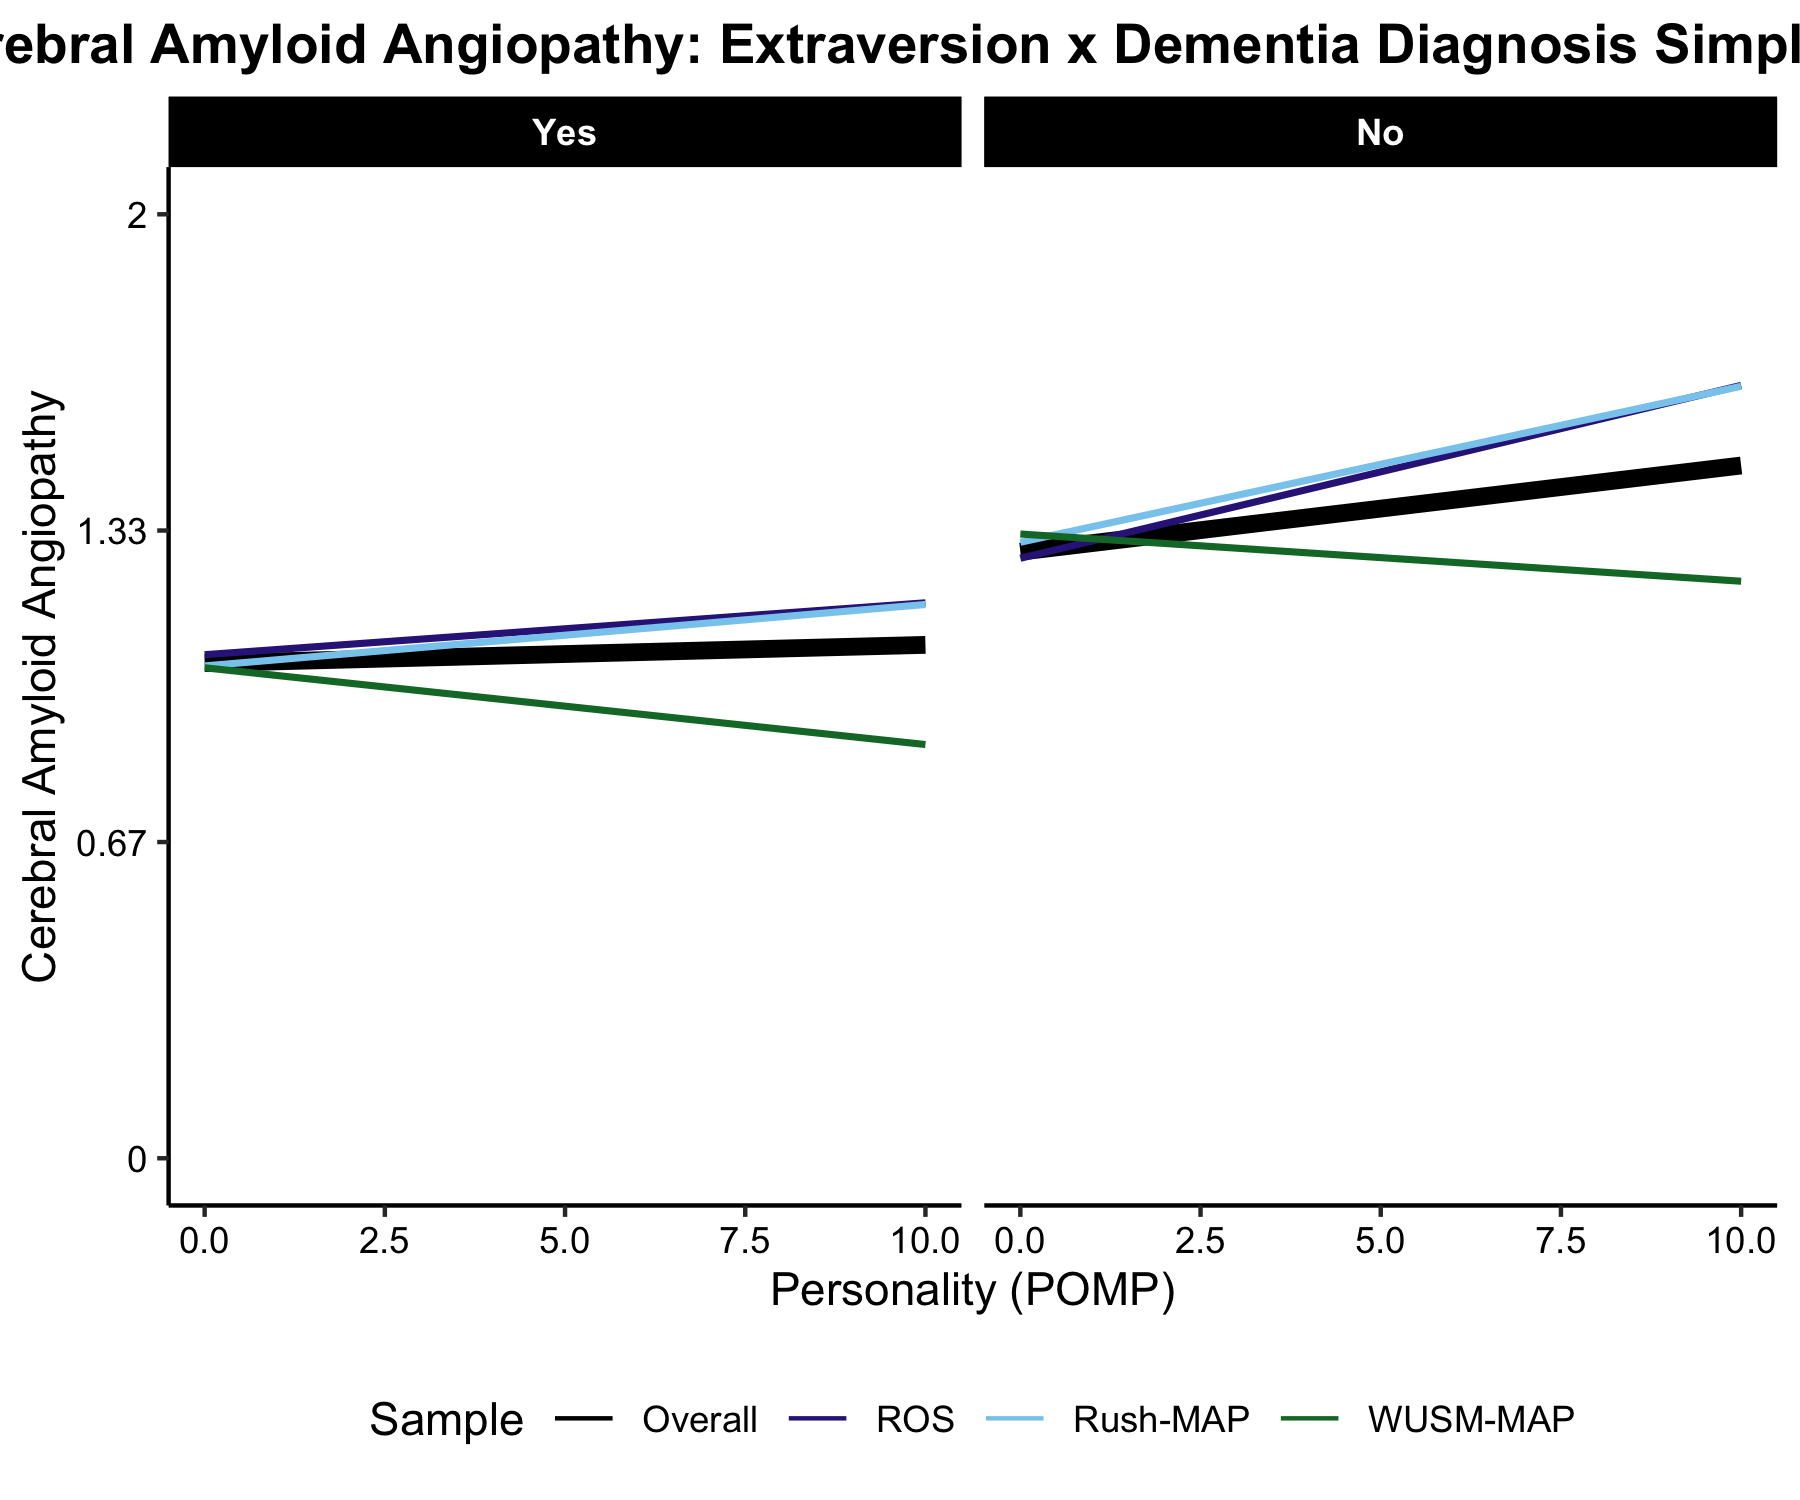 rebral Amyloid Angiopathy: Extraversion x Dementia Diagnosis Simpl
Yes No
2
1.33
0.67
0
Cerebral Amyloid Angiopathy
0.0 2.5 5.0 7.5 10.0 0.0 2.5 5.0 7.5 10.0
Personality (POMP)
Sample Overall ROS Rush-MAP WUSM-MAP